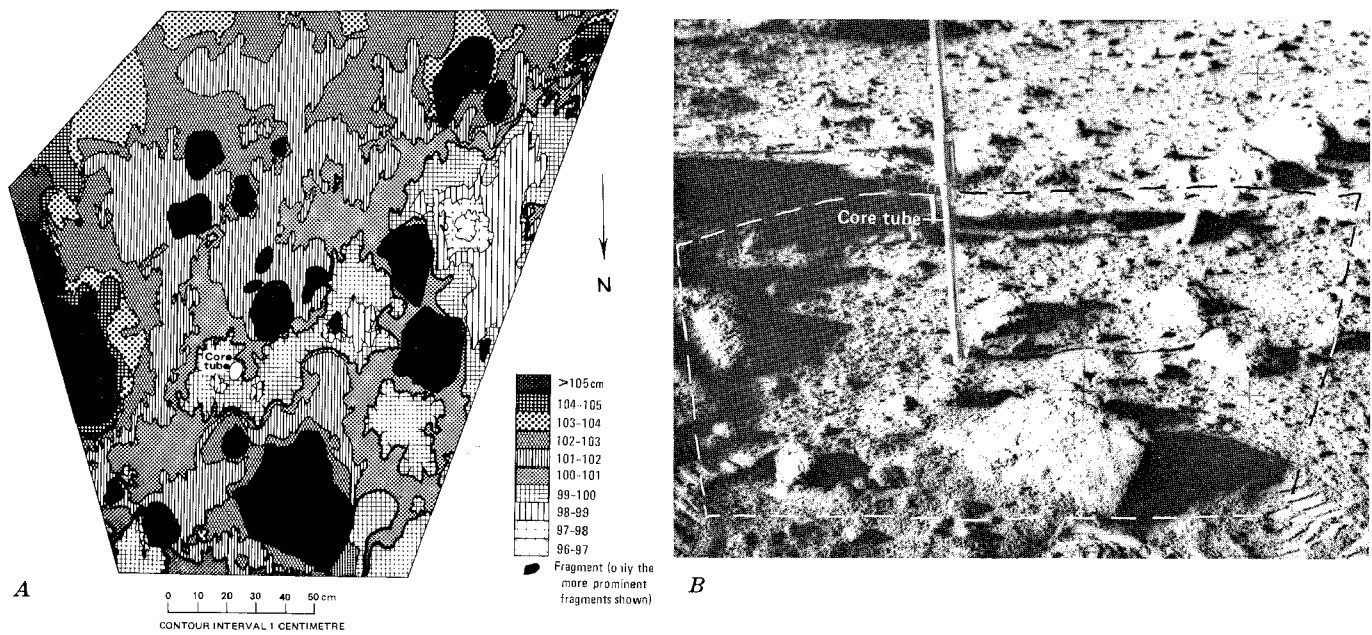 Core
tube
N
>105cm
104-105
103-104
102-103
101-102
100-101
99-100
98-99
97-98
96-97
Fragment (only the
more prominent
fragments shown)
A
0 10 20 30 40 50 cm
CONTOUR INTERVAL 1 CENTIMETRE
Core tube
B